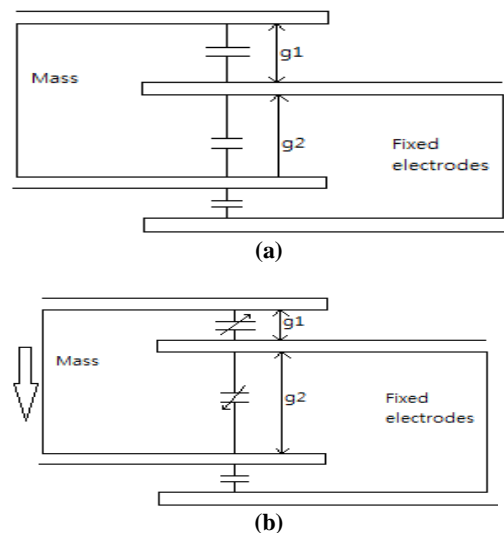 g1
Mass
g2
Fixed
electrodes
(a)
g1
Mass
g2
Fixed
electrodes
(b)